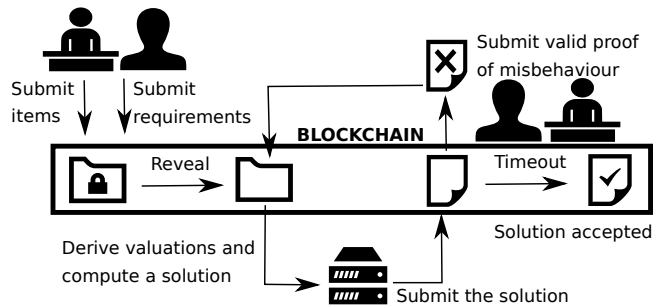 Submit
items
Submit
requirements
Submit valid proof
of misbehaviour
BLOCKCHAIN
Reveal
Timeout
Derive valuations and
compute a solution
Solution accepted
Submit the solution